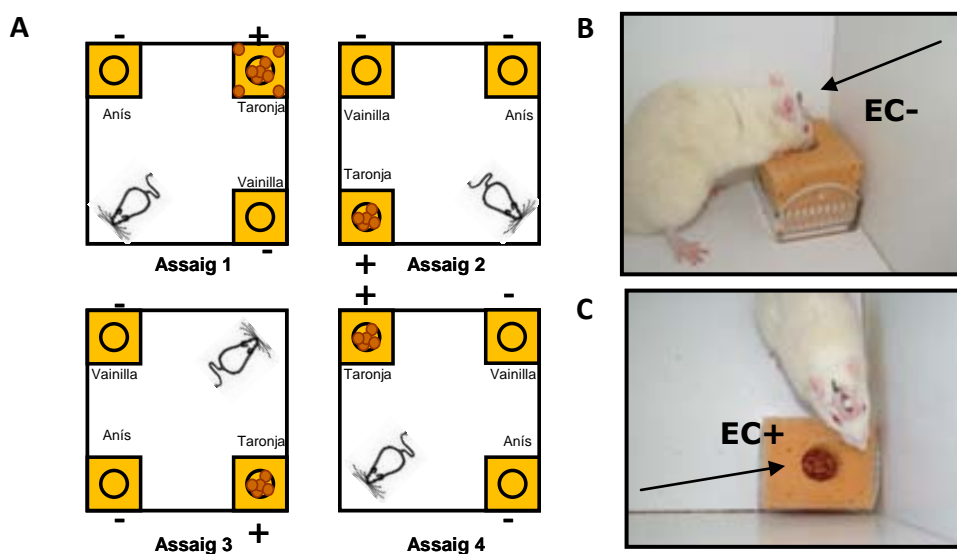 A
- +
Anís Taronja
Vainilla
-
Assaig 1
- -
Vainilla Anís
Taronja
+
Assaig 2
-
Vainilla
Anís Taronja
- +
Assaig 3
+ -
Taronja Vainilla
Anís
-
Assaig 4
B
EC-
C
EC+